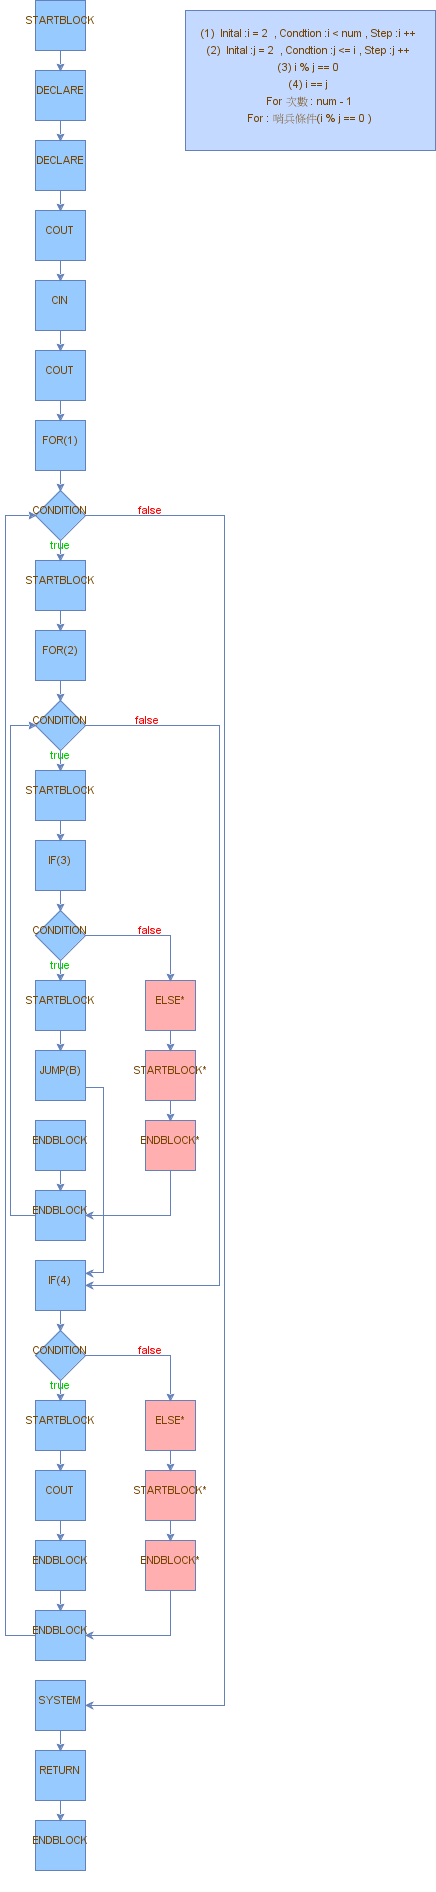 STARTBLOCK
(1) Inital :i = 2 , Condtion :i < num , Step :i ++
(2) Inital :j = 2 , Condtion :j <= i , Step :j ++
(3) i % j == 0
(4) i == j
For 次數 : num - 1
For : 哨兵條件(i % j == 0 )
DECLARE
DECLARE
COUT
CIN
COUT
FOR(1)
CONDITION
false
true
STARTBLOCK
FOR(2)
CONDITION
false
true
STARTBLOCK
IF(3)
CONDITION
false
true
STARTBLOCK
ELSE*
JUMP(B)
STARTBLOCK*
ENDBLOCK
ENDBLOCK*
ENDBLOCK
IF(4)
CONDITION
false
true
STARTBLOCK
ELSE*
COUT
STARTBLOCK*
ENDBLOCK
ENDBLOCK*
ENDBLOCK
SYSTEM
RETURN
ENDBLOCK